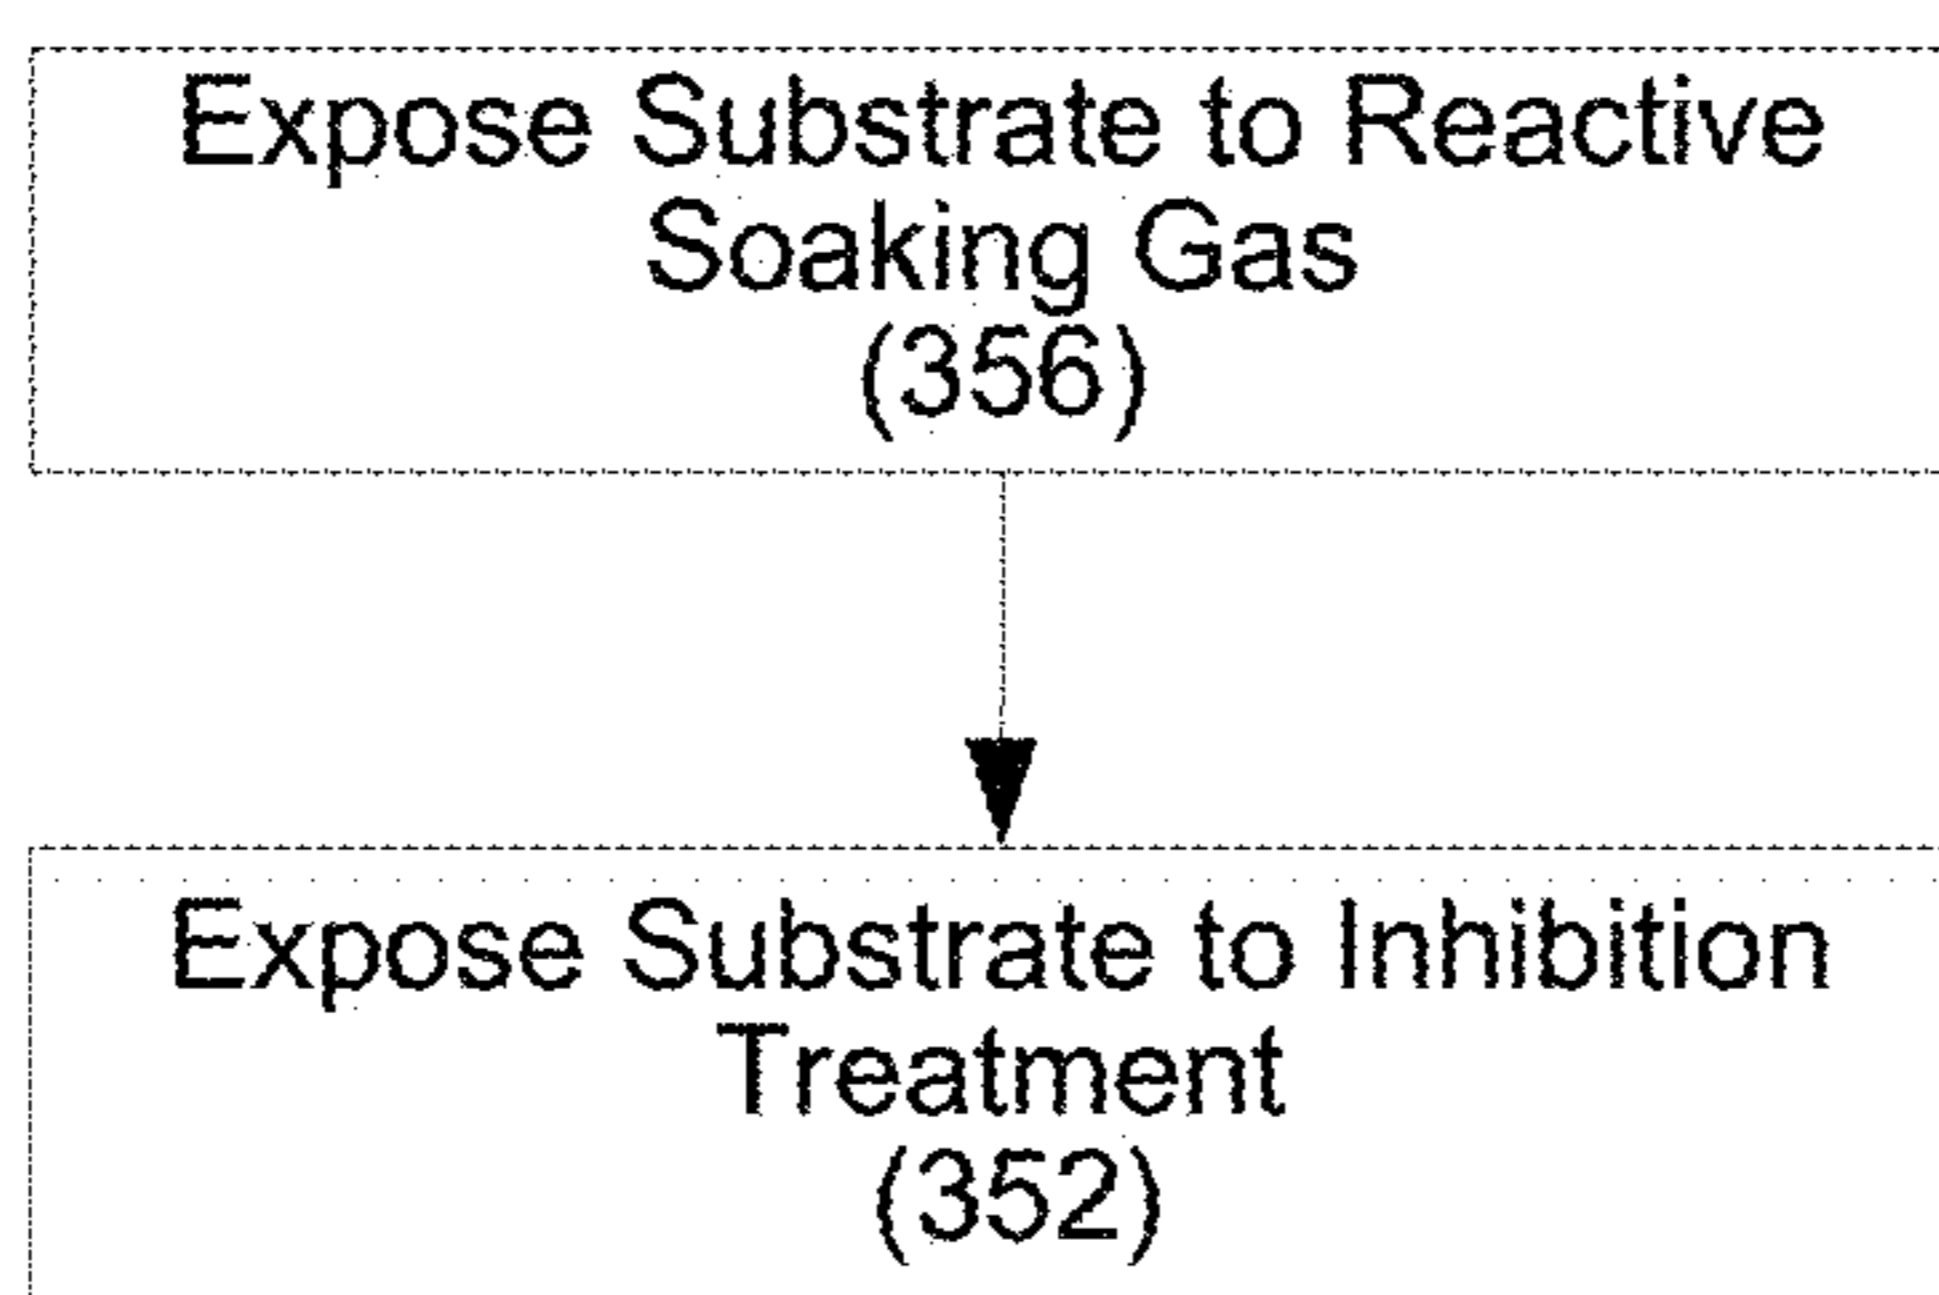 Expose Substrate to Reactive
Soaking Gas
(356)
Expose Substrate to Inhibition
Treatment
(352)